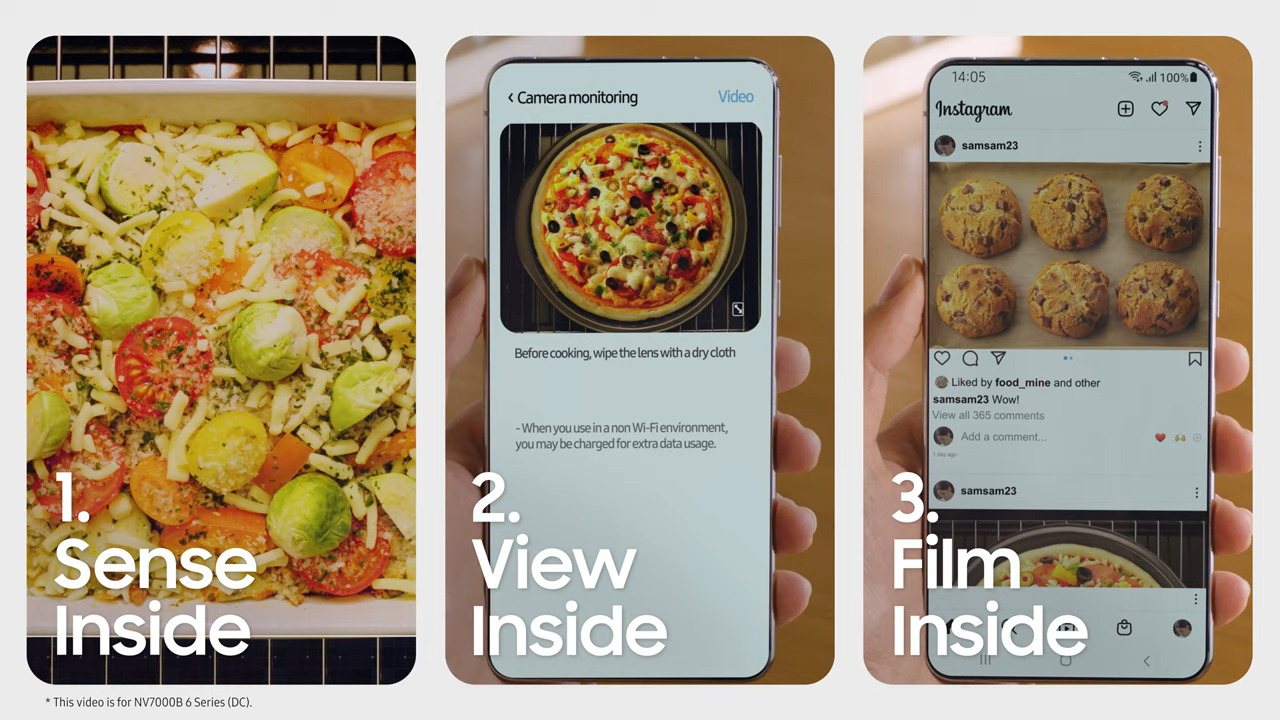 1.
Sense
Inside
< Camera monitoring
Video
Before cooking, wipe the lens with a dry cloth
- When you use in a non Wi-Fi environment,
you may be charged for extra data usage.
2.
View
Inside
14:05
100%
Instagram
samsam23
Liked by food_mine and other
samsam23 Wow!
View all 365 comments
Add a comment...
1 day ago
samsam23
3.
Film
Inside
* This video is for NV7000B 6 Series (DC).